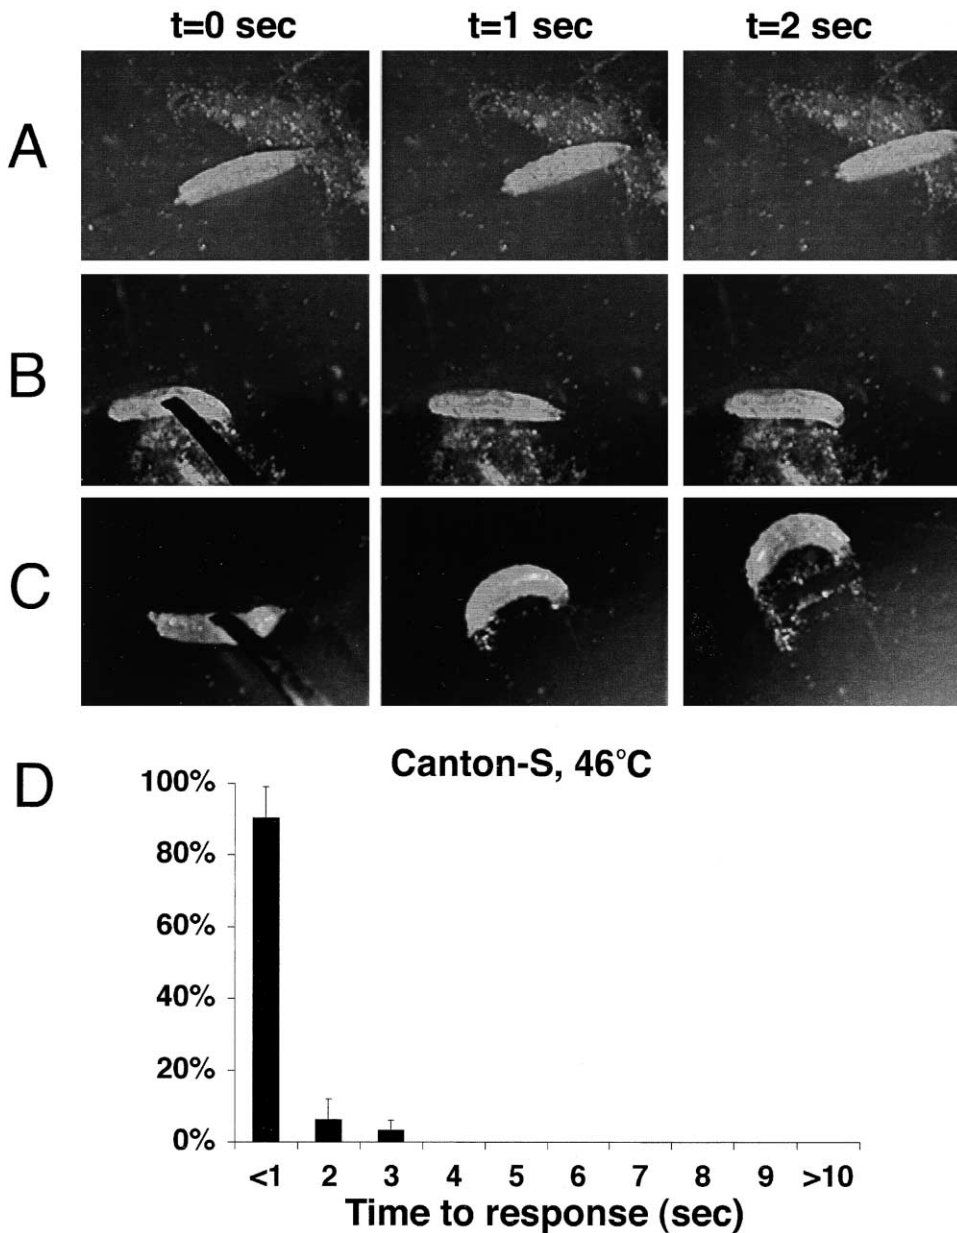 t=0 sec t=1 sec t=2 sec
A
B
C
D
Canton-S, 46°C
100%
80%
60%
40%
20%
0%
<1 2 3 4 5 6 7 8 9 >10
Time to response (sec)